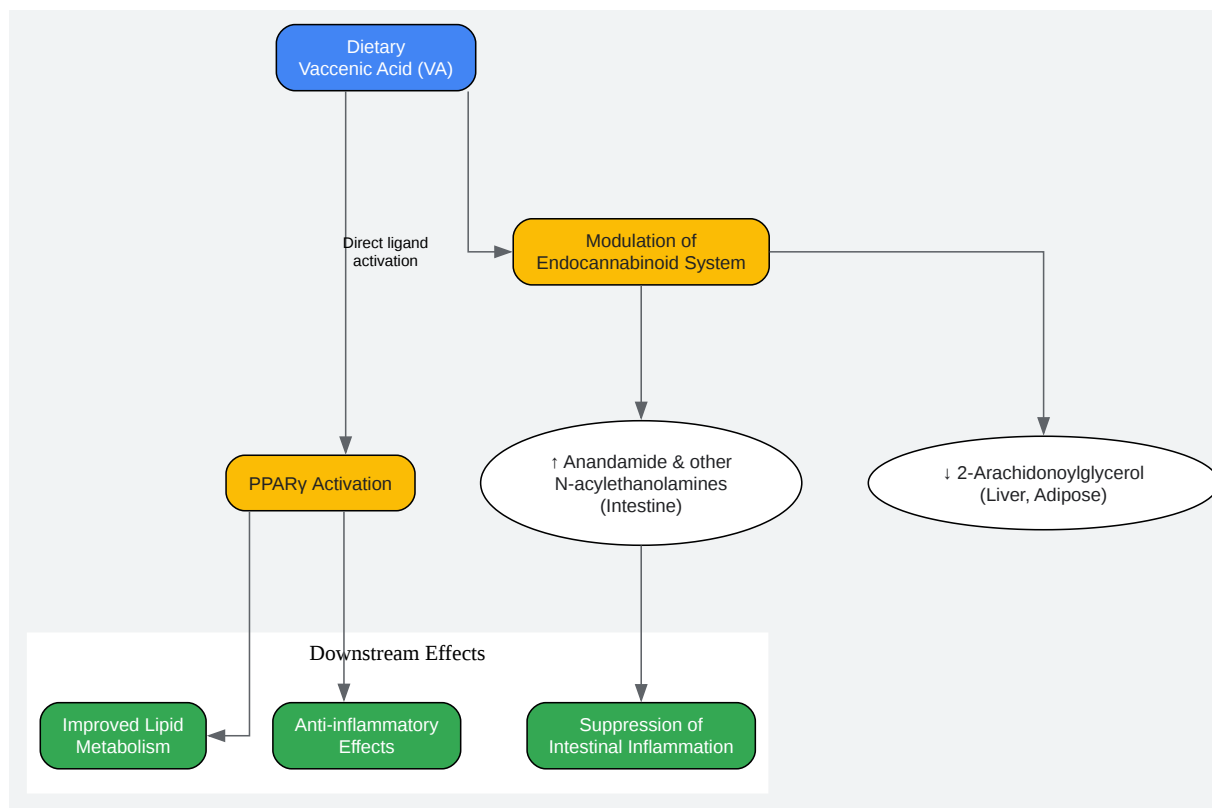 Dietary
Vaccenic Acid (VA)
Direct ligand
activation
Modulation of
Endocannabinoid System
PPARγ Activation
↑ Anandamide & other
N-acylethanolamines
(Intestine)
↓ 2-Arachidonoylglycerol
(Liver, Adipose)
Downstream Effects
Improved Lipid
Metabolism
Anti-inflammatory
Effects
Suppression of
Intestinal Inflammation